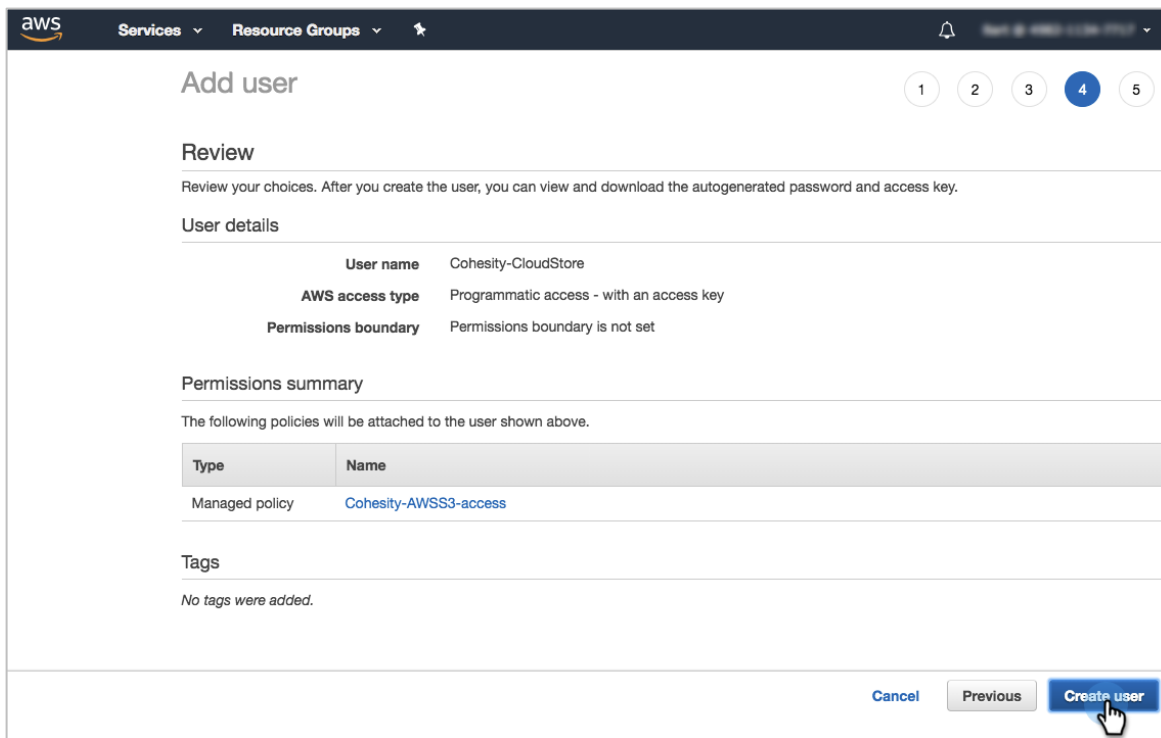 aws Services Resource Groups
Add user
1 2 3 4 5
Review
Review your choices. After you create the user, you can view and download the autogenerated password and access key.
User details
User name Cohesity-CloudStore
AWS access type Programmatic access - with an access key
Permissions boundary Permissions boundary is not set
Permissions summary
The following policies will be attached to the user shown above.
Type Name
Managed policy Cohesity-AWSS3-access
Tags
No tags were added.
Cancel Previous Create user